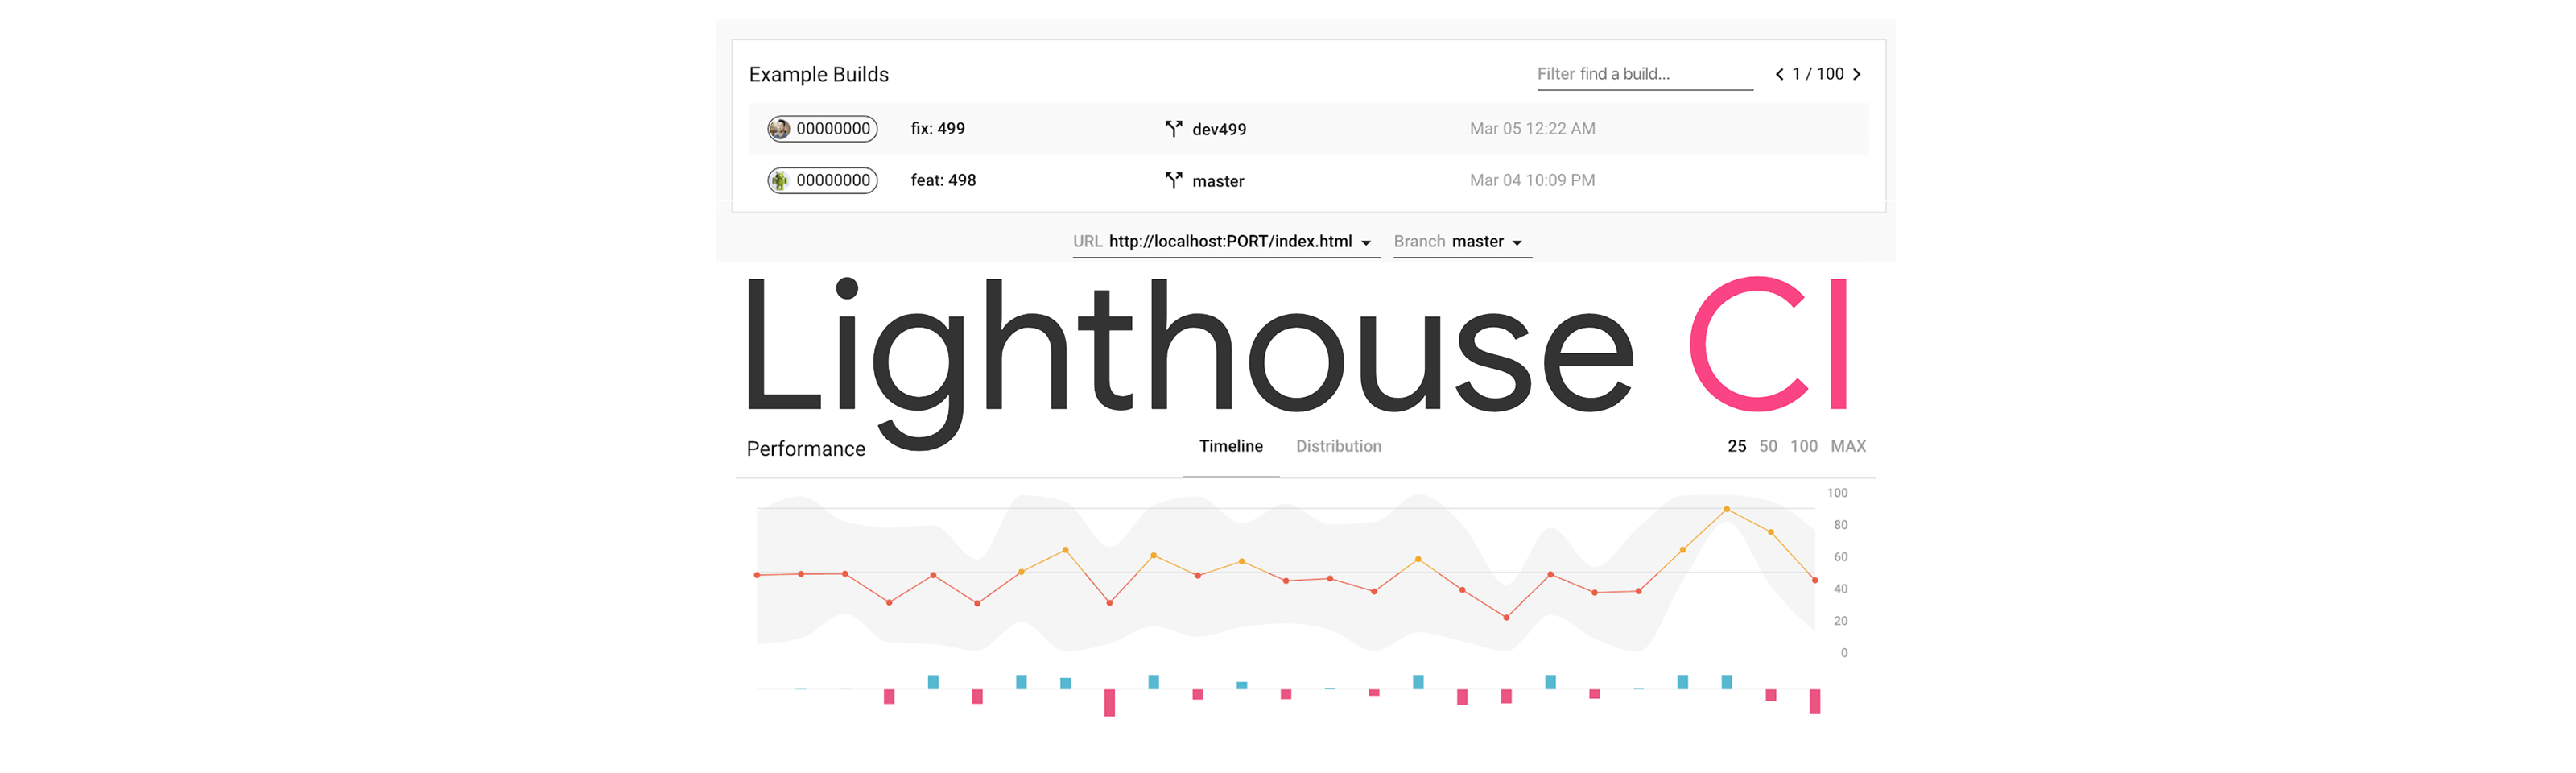 Example Builds Filter find a build... 1 / 100
00000000 fix: 499 dev499 Mar 05 12:22 AM
00000000 feat: 498 master Mar 04 10:09 PM
URL http://localhost:PORT/index.html Branch master
Lighthouse CI
Performance Timeline Distribution 25 50 100 MAX
100
80
60
40
20
0